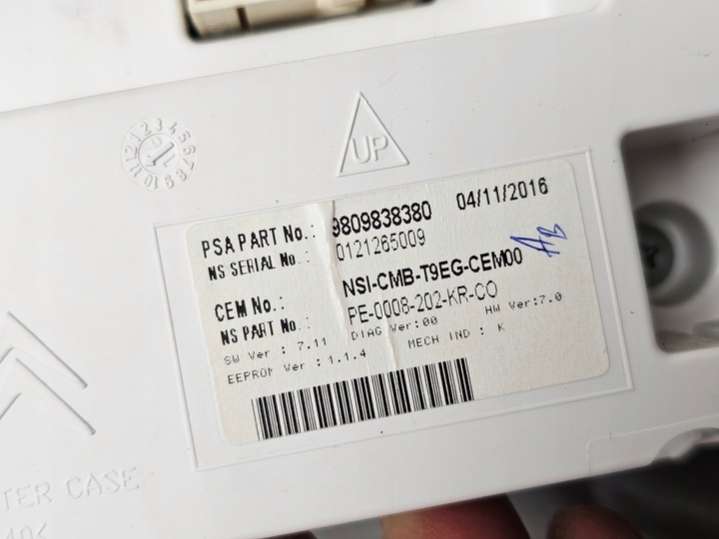 UP
PSA PART No.: 9809838380 04/11/2016
NS SERIAL No.: 0121265009
CEM No.: NSI-CMB-T9EG-CEM00
NS PART No.: PE-0008-202-KR-CO
SW Ver : 7.11 DIAG Ver:00 HW Ver:7.0
EEPROM Ver : 1.1.4 MECH IND : K
TER CASE